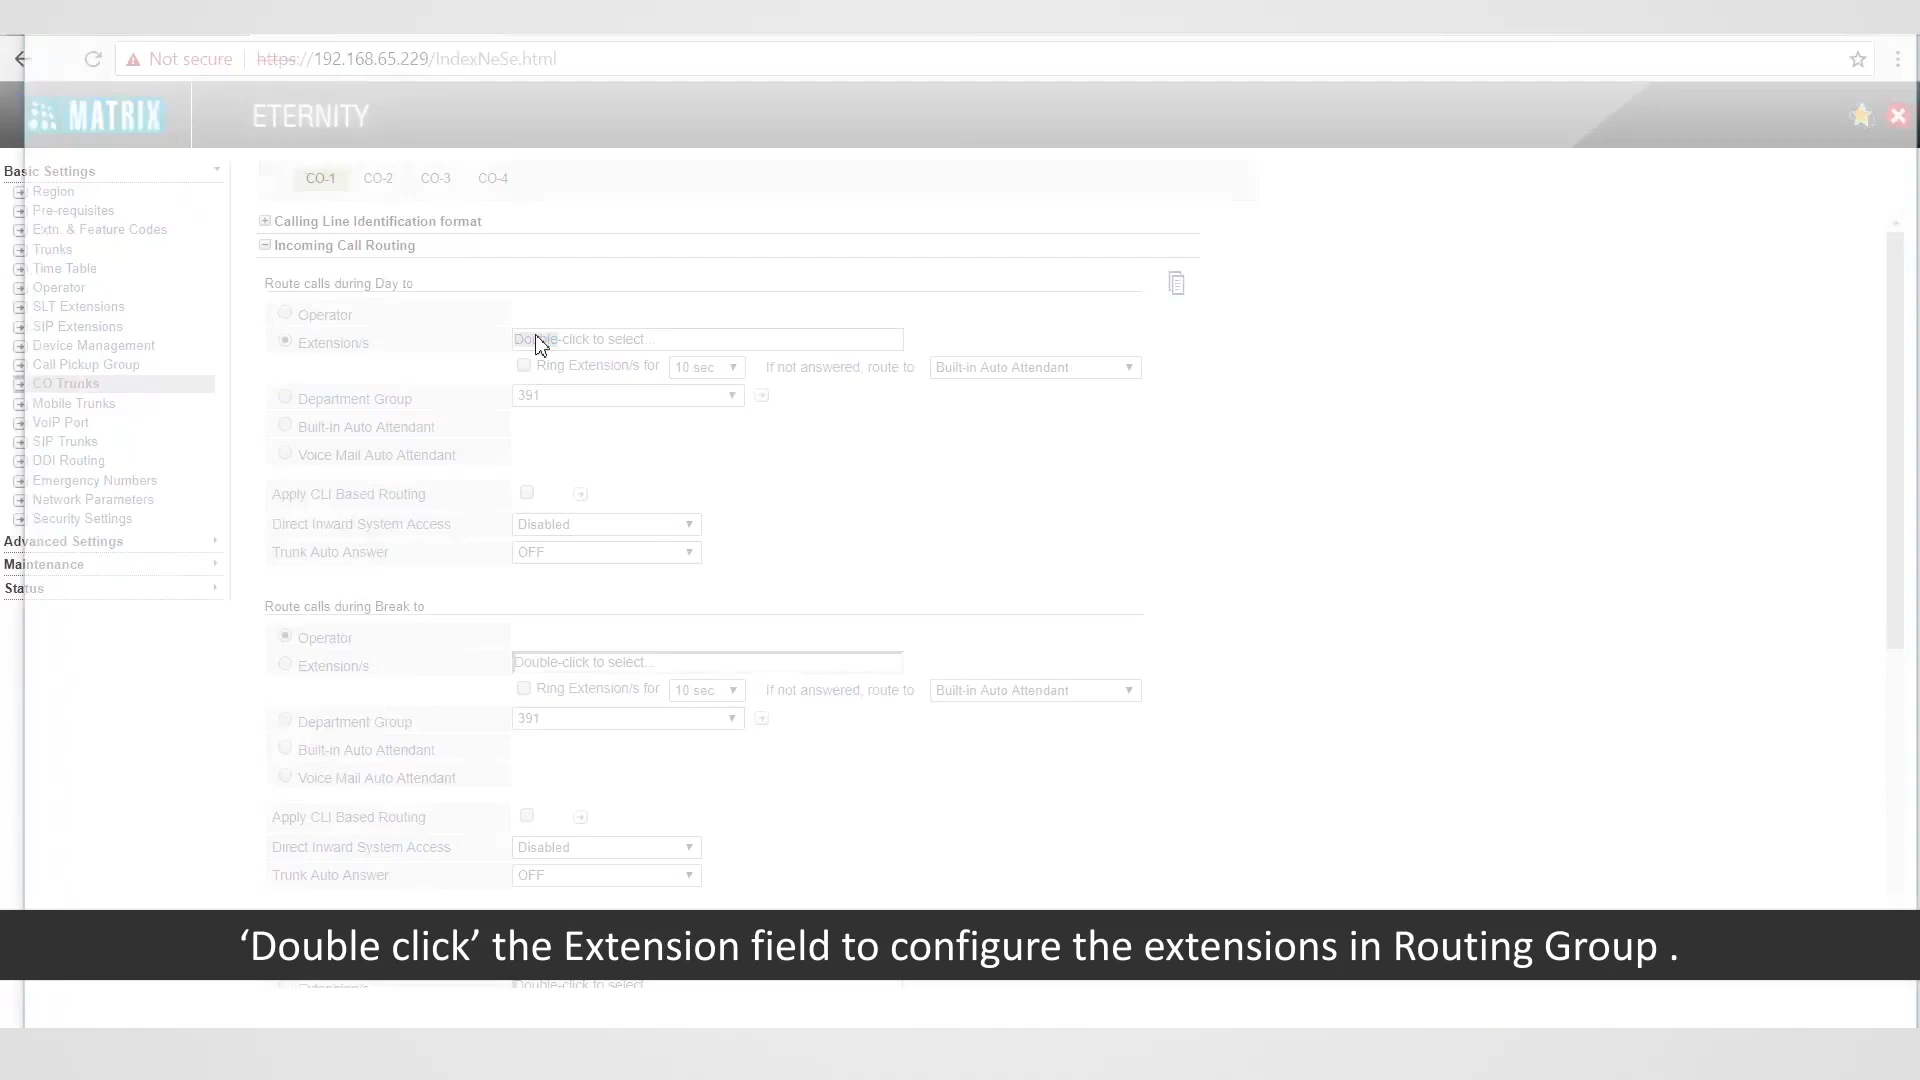 Not secure https://192.168.65.229/IndexNeSe.html
MATRIX ETERNITY
Basic Settings
Region
Pre-requisites
Extn. & Feature Codes
Trunks
Time Table
Operator
SLT Extensions
SIP Extensions
Device Management
Call Pickup Group
CO Trunks
Mobile Trunks
VoIP Port
SIP Trunks
DDI Routing
Emergency Numbers
Network Parameters
Security Settings
Advanced Settings
Maintenance
Status
CO-1 CO-2 CO-3 CO-4
Calling Line Identification format
Incoming Call Routing
Route calls during Day to
Operator
Extension/s Double-click to select...
Ring Extension/s for 10 sec If not answered, route to Built-in Auto Attendant
Department Group 391
Built-in Auto Attendant
Voice Mail Auto Attendant
Apply CLI Based Routing
Direct Inward System Access Disabled
Trunk Auto Answer OFF
Route calls during Break to
Operator
Extension/s Double-click to select...
Ring Extension/s for 10 sec If not answered, route to Built-in Auto Attendant
Department Group 391
Built-in Auto Attendant
Voice Mail Auto Attendant
Apply CLI Based Routing
Direct Inward System Access Disabled
Trunk Auto Answer OFF
‘Double click’ the Extension field to configure the extensions in Routing Group .
Extension/s Double-click to select